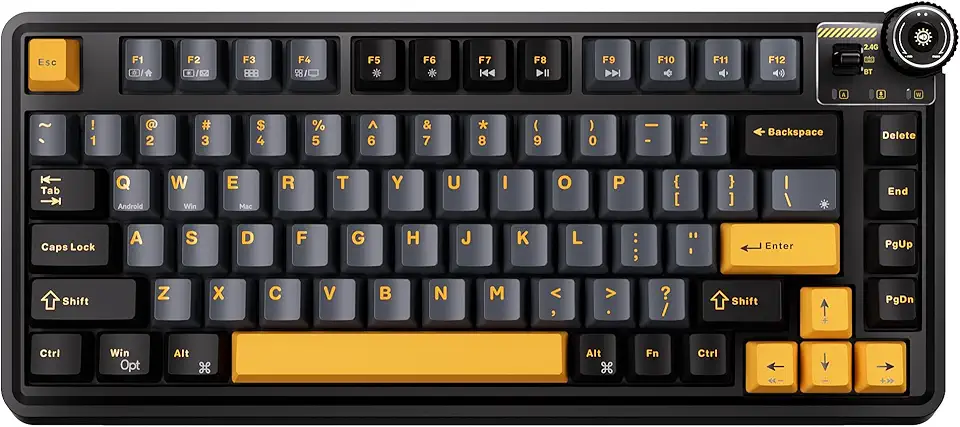 Esc F1 F2 F3 F4 F5 F6 F7 F8 F9 F10 F11 F12
2.4G
BT
A W
~ ! @ # $ % ^ & * ( ) — +
` 1 2 3 4 5 6 7 8 9 0 - = Backspace Delete
Tab Q W E R T Y U I O P { } | End
[ ] \
Android Win Mac
Caps Lock A S D F G H J K L : " Enter PgUp
; '
Shift Z X C V B N M < > ? Shift PgDn
, . /
Ctrl Win Alt Alt Fn Ctrl
Opt ⌘ ⌘